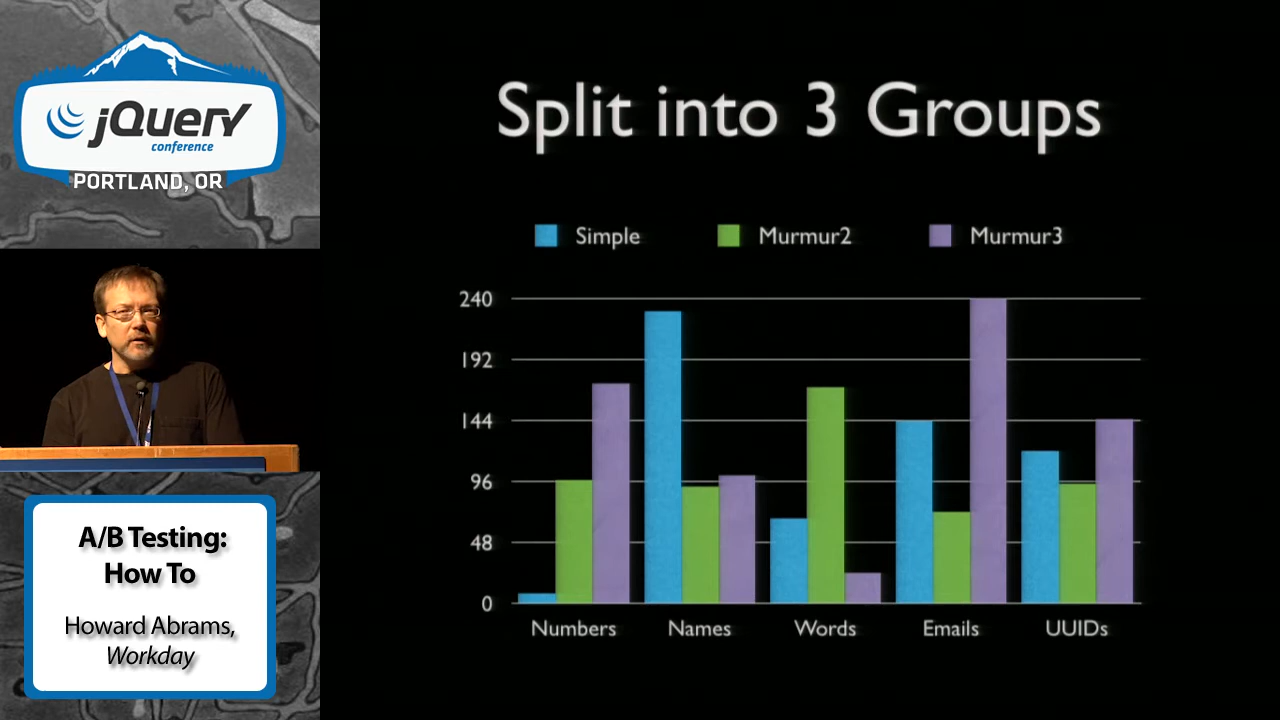 jQuery
conference
PORTLAND, OR
A/B Testing:
How To
Howard Abrams,
Workday
Split into 3 Groups
Simple
Murmur2
Murmur3
240
192
144
96
48
0
Numbers
Names
Words
Emails
UUIDs